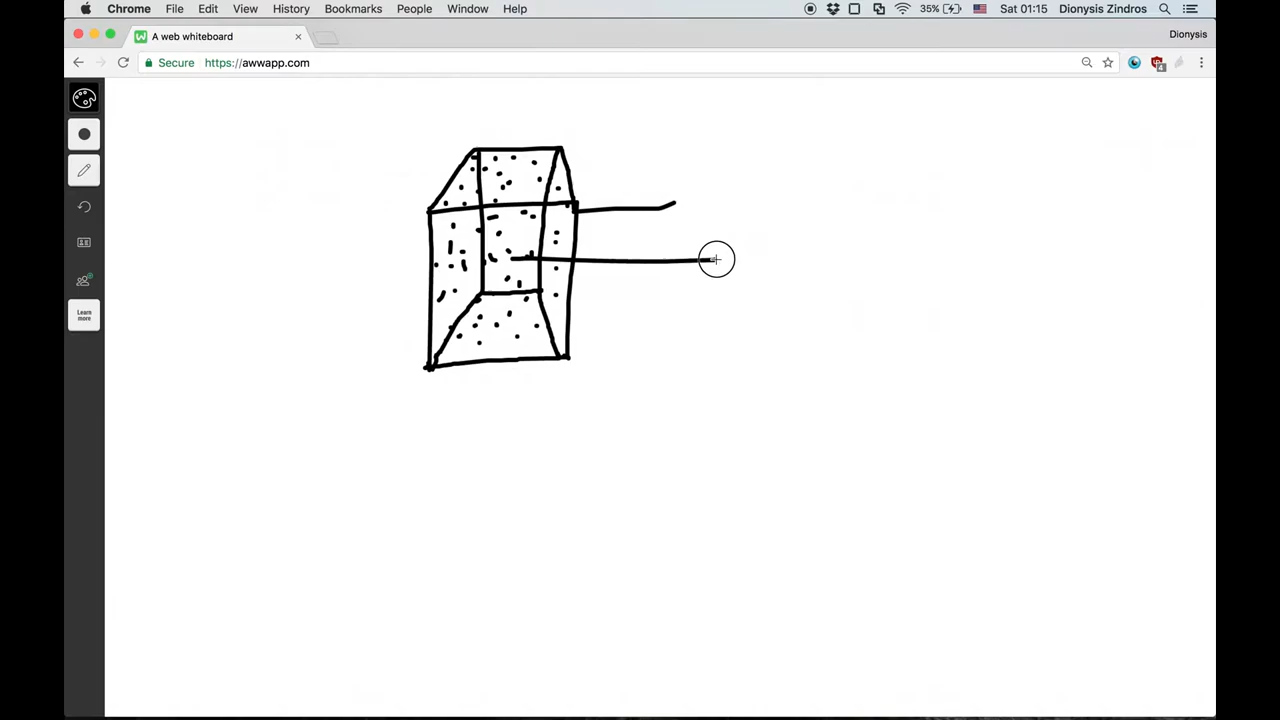 Chrome File Edit View History Bookmarks People Window Help 35% Sat 01:15 Dionysis Zindros
A web whiteboard Dionysis
Secure https://awwapp.com
4
Learn
more